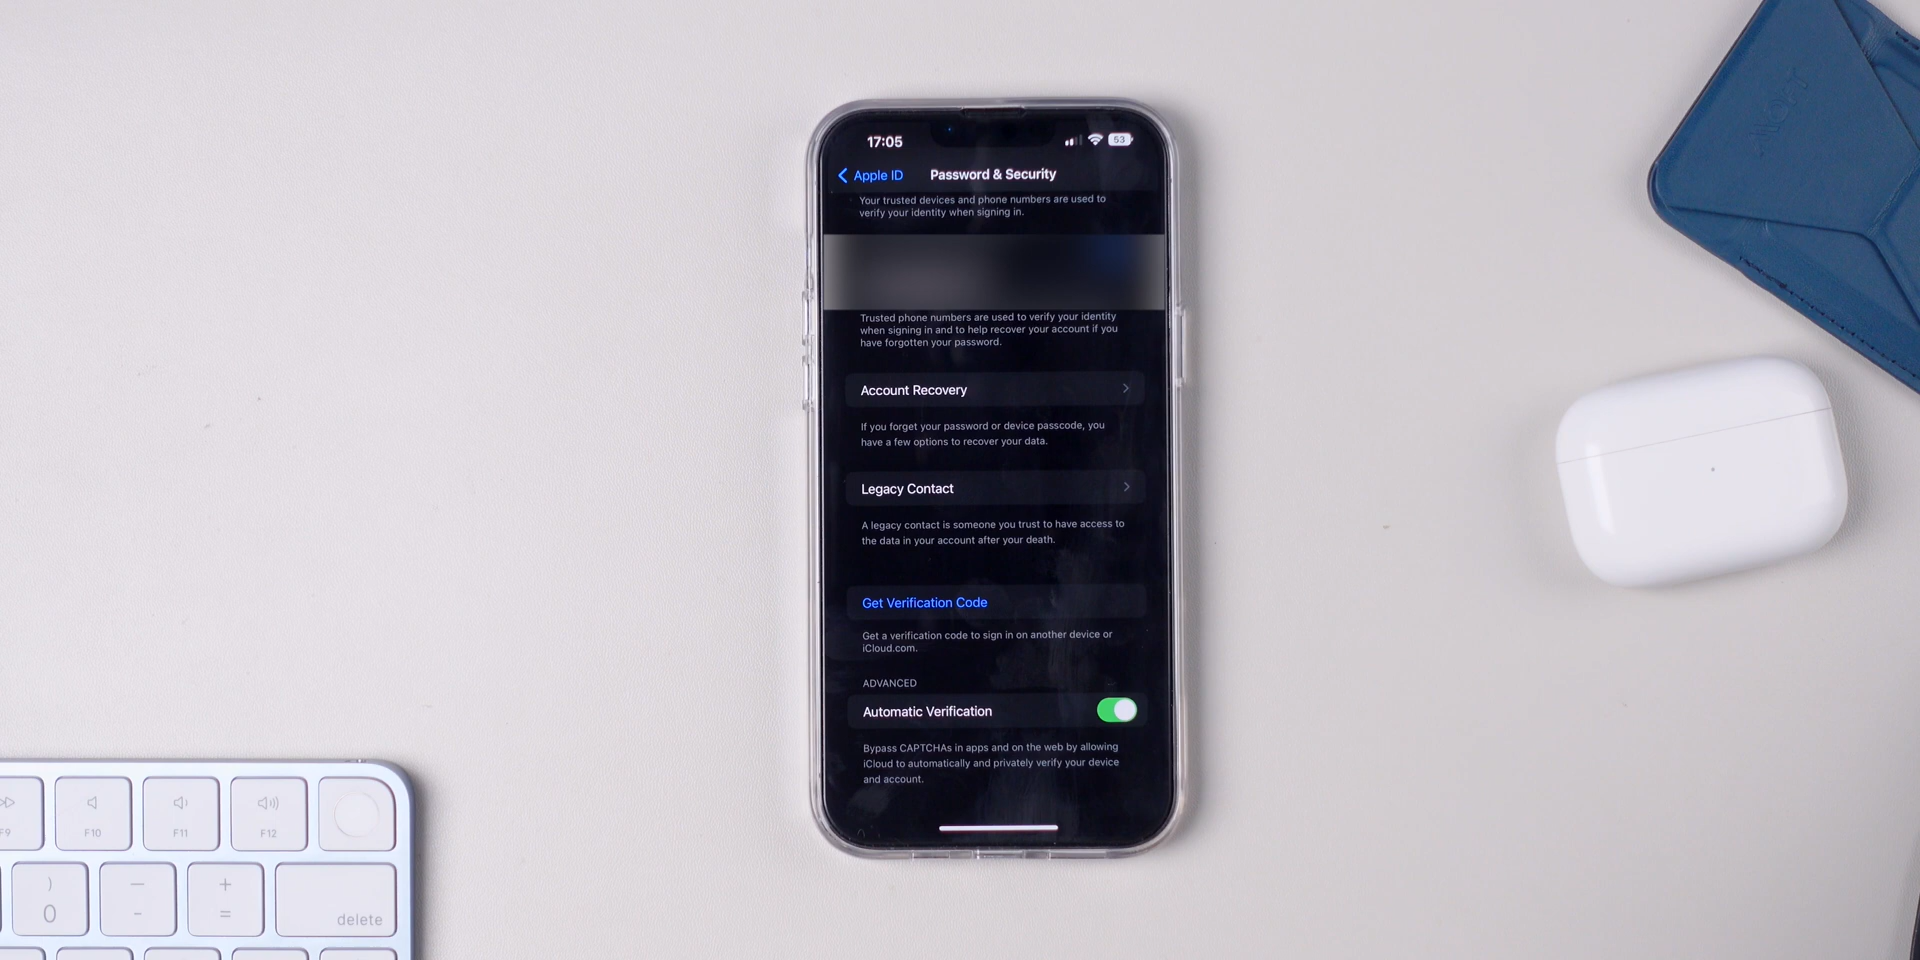 17:05
53
Apple ID
Password & Security
Your trusted devices and phone numbers are used to
verify your identity when signing in.
Trusted phone numbers are used to verify your identity
when signing in and to help recover your account if you
have forgotten your password.
Account Recovery
If you forget your password or device passcode, you
have a few options to recover your data.
Legacy Contact
A legacy contact is someone you trust to have access to
the data in your account after your death.
Get Verification Code
Get a verification code to sign in on another device or
iCloud.com.
ADVANCED
Automatic Verification
Bypass CAPTCHAs in apps and on the web by allowing
iCloud to automatically and privately verify your device
and account.
F9
F10
F11
F12
)
0
—
-
+
=
delete